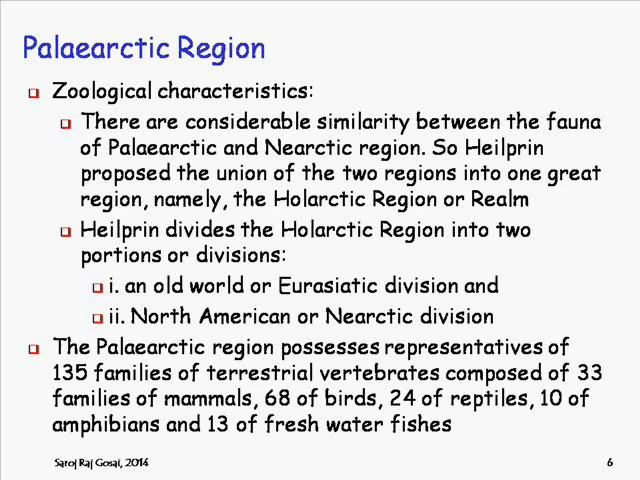 Palaearctic Region
Zoological characteristics:
There are considerable similarity between the fauna
of Palaearctic and Nearctic region. So Heilprin
proposed the union of the two regions into one great
region, namely, the Holarctic Region or Realm
Heilprin divides the Holarctic Region into two
portions or divisions:
i. an old world or Eurasiatic division and
ii. North American or Nearctic division
The Palaearctic region possesses representatives of
135 families of terrestrial vertebrates composed of 33
families of mammals, 68 of birds, 24 of reptiles, 10 of
amphibians and 13 of fresh water fishes
Saroj Raj Gosai, 2014
6